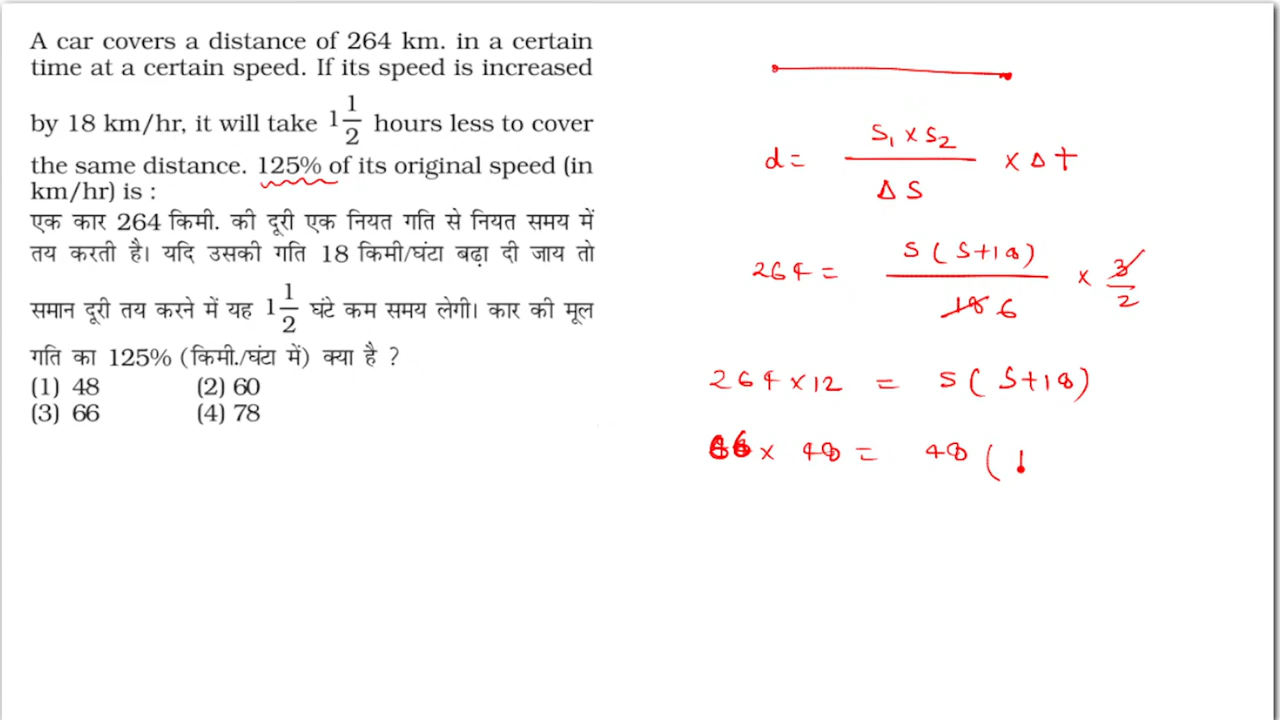 A car covers a distance of 264 km. in a certain
time at a certain speed. If its speed is increased
by 18 km/hr, it will take 1 1/2 hours less to cover
the same distance. 125% of its original speed (in
km/hr) is :
एक कार 264 किमी. की दूरी एक नियत गति से नियत समय में
तय करती है। यदि उसकी गति 18 किमी/घंटा बढ़ा दी जाय तो
समान दूरी तय करने में यह 1 1/2 घंटे कम समय लेगी। कार की मूल
गति का 125% (किमी./घंटा में) क्या है ?
(1) 48 (2) 60
(3) 66 (4) 78
d = S₁ × S₂ / Δ S × Δ t
264 = S ( S+18 ) / 18 6 × 3/2
264 × 12 = S ( S+18 )
66 × 48 = 48 (